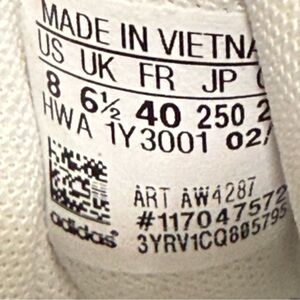 MADE IN VIETNA
US UK FR JP
8 6½ 40 250 2
HWA 1Y3001 02/
ART AW4287
#117047572
adidas 3YRV1CQ805795